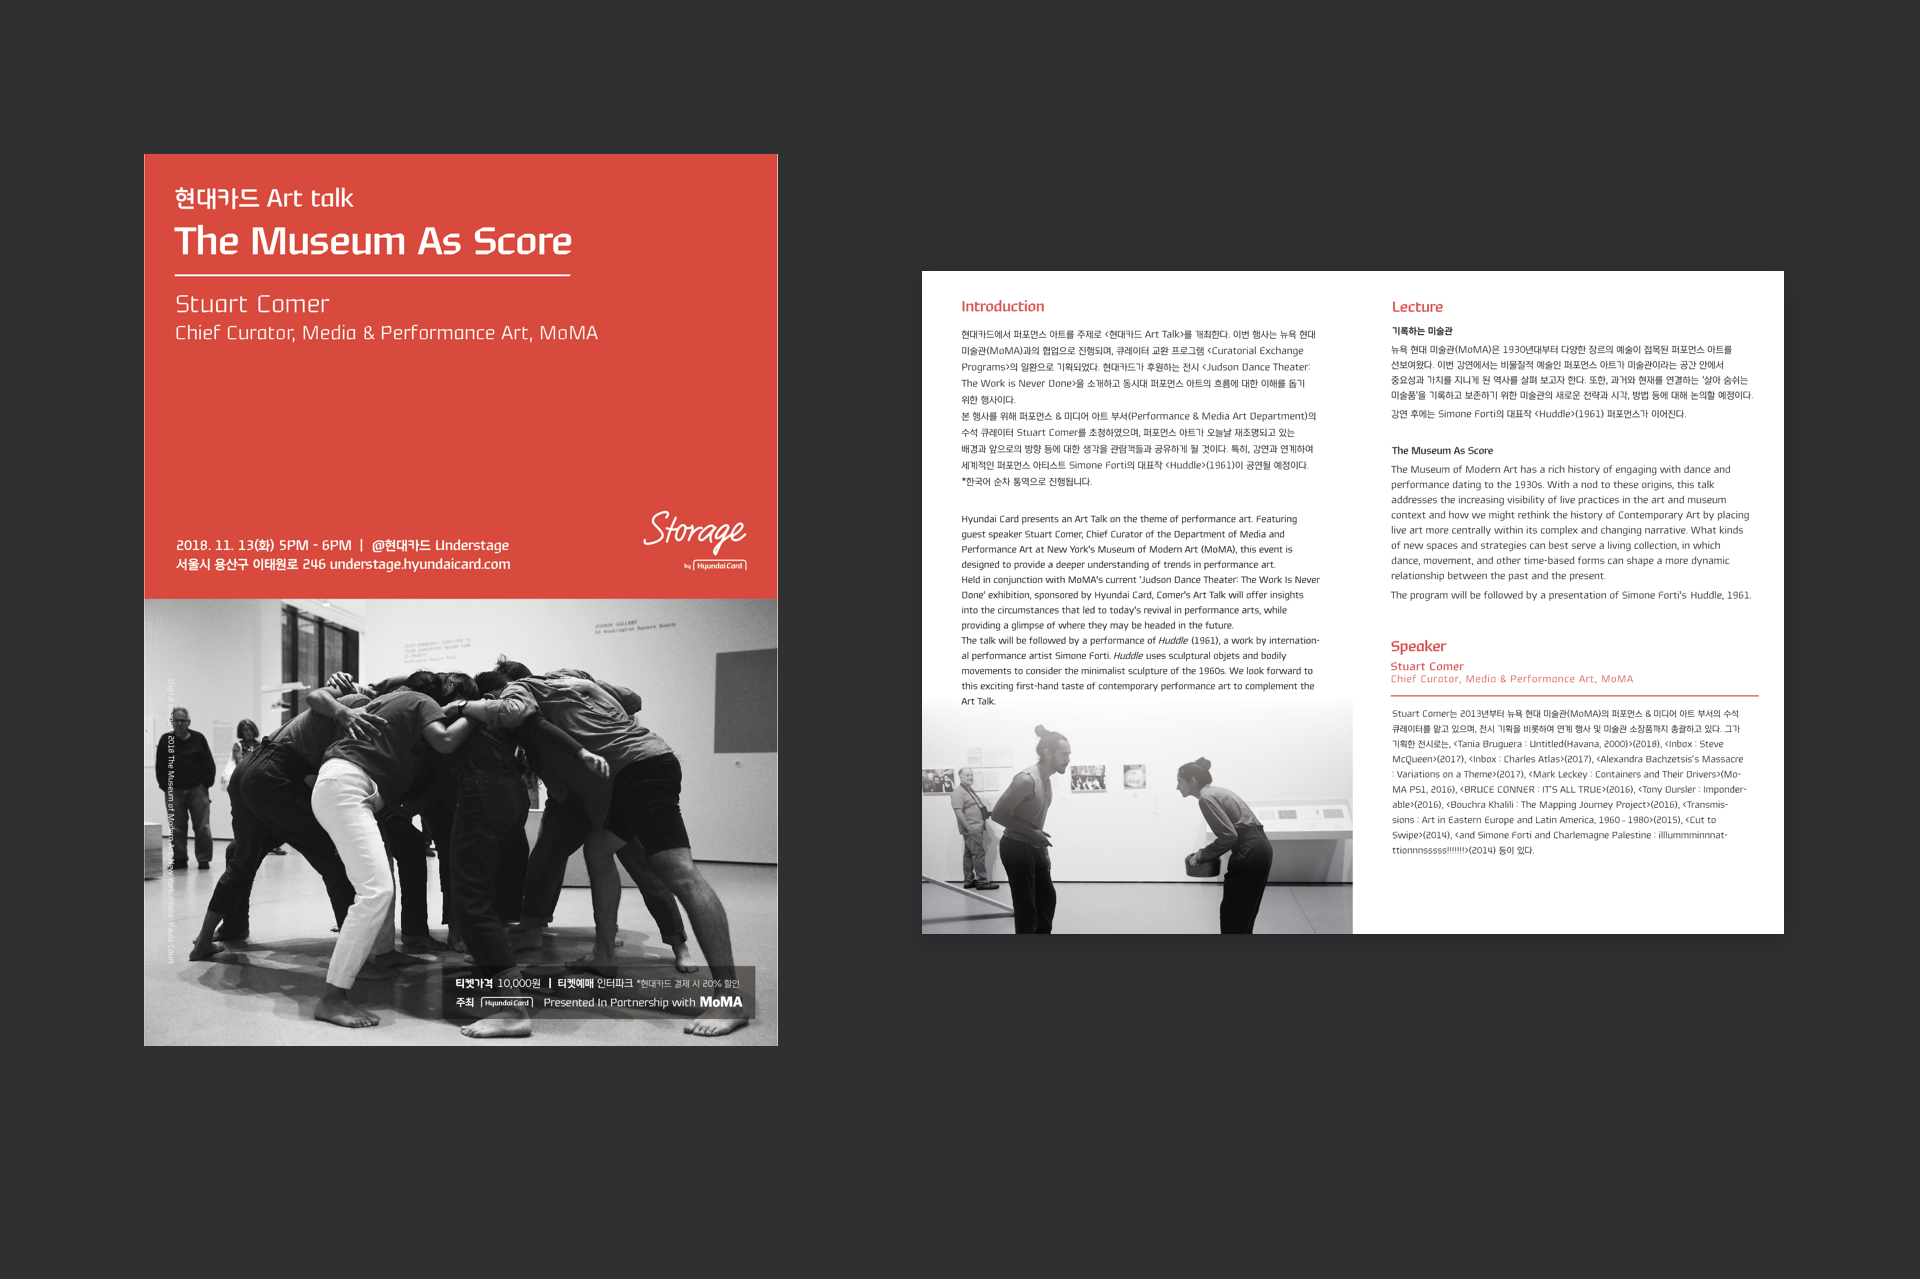 현대카드 Art talk
The Museum As Score
Stuart Comer
Chief Curator, Media & Performance Art, MoMA
2018. 11. 13(화) 5PM - 6PM | @현대카드 Understage
서울시 용산구 이태원로 246 understage.hyundaicard.com
Storage
by HyundaiCard
JUDSON GALLERY
티켓가격 10,000원 | 티켓예매 인터파크 *현대카드 결제 시 20% 할인
주최 HyundaiCard Presented In Partnership with MoMA
Introduction
현대카드에서 퍼포먼스 아트를 주제로 <현대카드 Art Talk>를 개최한다. 이번 행사는 뉴욕 현대
미술관(MoMA)과의 협업으로 진행되며, 큐레이터 교환 프로그램 <Curatorial Exchange
Programs>의 일환으로 기획되었다. 현대카드가 후원하는 전시 <Judson Dance Theater:
The Work is Never Done>을 소개하고 동시대 퍼포먼스 아트의 흐름에 대한 이해를 돕기
위한 행사이다.
본 행사를 위해 퍼포먼스 & 미디어 아트 부서(Performance & Media Art Department)의
수석 큐레이터 Stuart Comer를 초청하였으며, 퍼포먼스 아트가 오늘날 재조명되고 있는
배경과 앞으로의 방향 등에 대한 생각을 관람객들과 공유하게 될 것이다. 특히, 강연과 연계하여
세계적인 퍼포먼스 아티스트 Simone Forti의 대표작 <Huddle>(1961)이 공연될 예정이다.
*한국어 순차 통역으로 진행됩니다.
Hyundai Card presents an Art Talk on the theme of performance art. Featuring
guest speaker Stuart Comer, Chief Curator of the Department of Media and
Performance Art at New York's Museum of Modern Art (MoMA), this event is
designed to provide a deeper understanding of trends in performance art.
Held in conjunction with MoMA's current 'Judson Dance Theater: The Work Is Never
Done' exhibition, sponsored by Hyundai Card, Comer's Art Talk will offer insights
into the circumstances that led to today's revival in performance arts, while
providing a glimpse of where they may be headed in the future.
The talk will be followed by a performance of Huddle (1961), a work by internation-
al performance artist Simone Forti. Huddle uses sculptural objets and bodily
movements to consider the minimalist sculpture of the 1960s. We look forward to
this exciting first-hand taste of contemporary performance art to complement the
Art Talk.
Lecture
기록하는 미술관
뉴욕 현대 미술관(MoMA)은 1930년대부터 다양한 장르의 예술이 접목된 퍼포먼스 아트를
선보여왔다. 이번 강연에서는 비물질적 예술인 퍼포먼스 아트가 미술관이라는 공간 안에서
중요성과 가치를 지니게 된 역사를 살펴 보고자 한다. 또한, 과거와 현재를 연결하는 '살아 숨쉬는
미술품'을 기록하고 보존하기 위한 미술관의 새로운 전략과 시각, 방법 등에 대해 논의할 예정이다.
강연 후에는 Simone Forti의 대표작 <Huddle>(1961) 퍼포먼스가 이어진다.
The Museum As Score
The Museum of Modern Art has a rich history of engaging with dance and
performance dating to the 1930s. With a nod to these origins, this talk
addresses the increasing visibility of live practices in the art and museum
context and how we might rethink the history of Contemporary Art by placing
live art more centrally within its complex and changing narrative. What kinds
of new spaces and strategies can best serve a living collection, in which
dance, movement, and other time-based forms can shape a more dynamic
relationship between the past and the present.
The program will be followed by a presentation of Simone Forti's Huddle, 1961.
Speaker
Stuart Comer
Chief Curator, Media & Performance Art, MoMA
Stuart Comer는 2013년부터 뉴욕 현대 미술관(MoMA)의 퍼포먼스 & 미디어 아트 부서의 수석
큐레이터를 맡고 있으며, 전시 기획을 비롯하여 연계 행사 및 미술관 소장품까지 총괄하고 있다. 그가
기획한 전시로는, <Tania Bruguera : Untitled(Havana, 2000)>(2018), <Inbox : Steve
McQueen>(2017), <Inbox : Charles Atlas>(2017), <Alexandra Bachzetsis's Massacre
: Variations on a Theme>(2017), <Mark Leckey : Containers and Their Drivers>(Mo-
MA PS1, 2016), <BRUCE CONNER : IT'S ALL TRUE>(2016), <Tony Oursler : Imponder-
able>(2016), <Bouchra Khalili : The Mapping Journey Project>(2016), <Transmis-
sions : Art in Eastern Europe and Latin America, 1960–1980>(2015), <Cut to
Swipe>(2014), <and Simone Forti and Charlemagne Palestine : illlummminnnat-
ttionnnsssss!!!!!!!>(2014) 등이 있다.